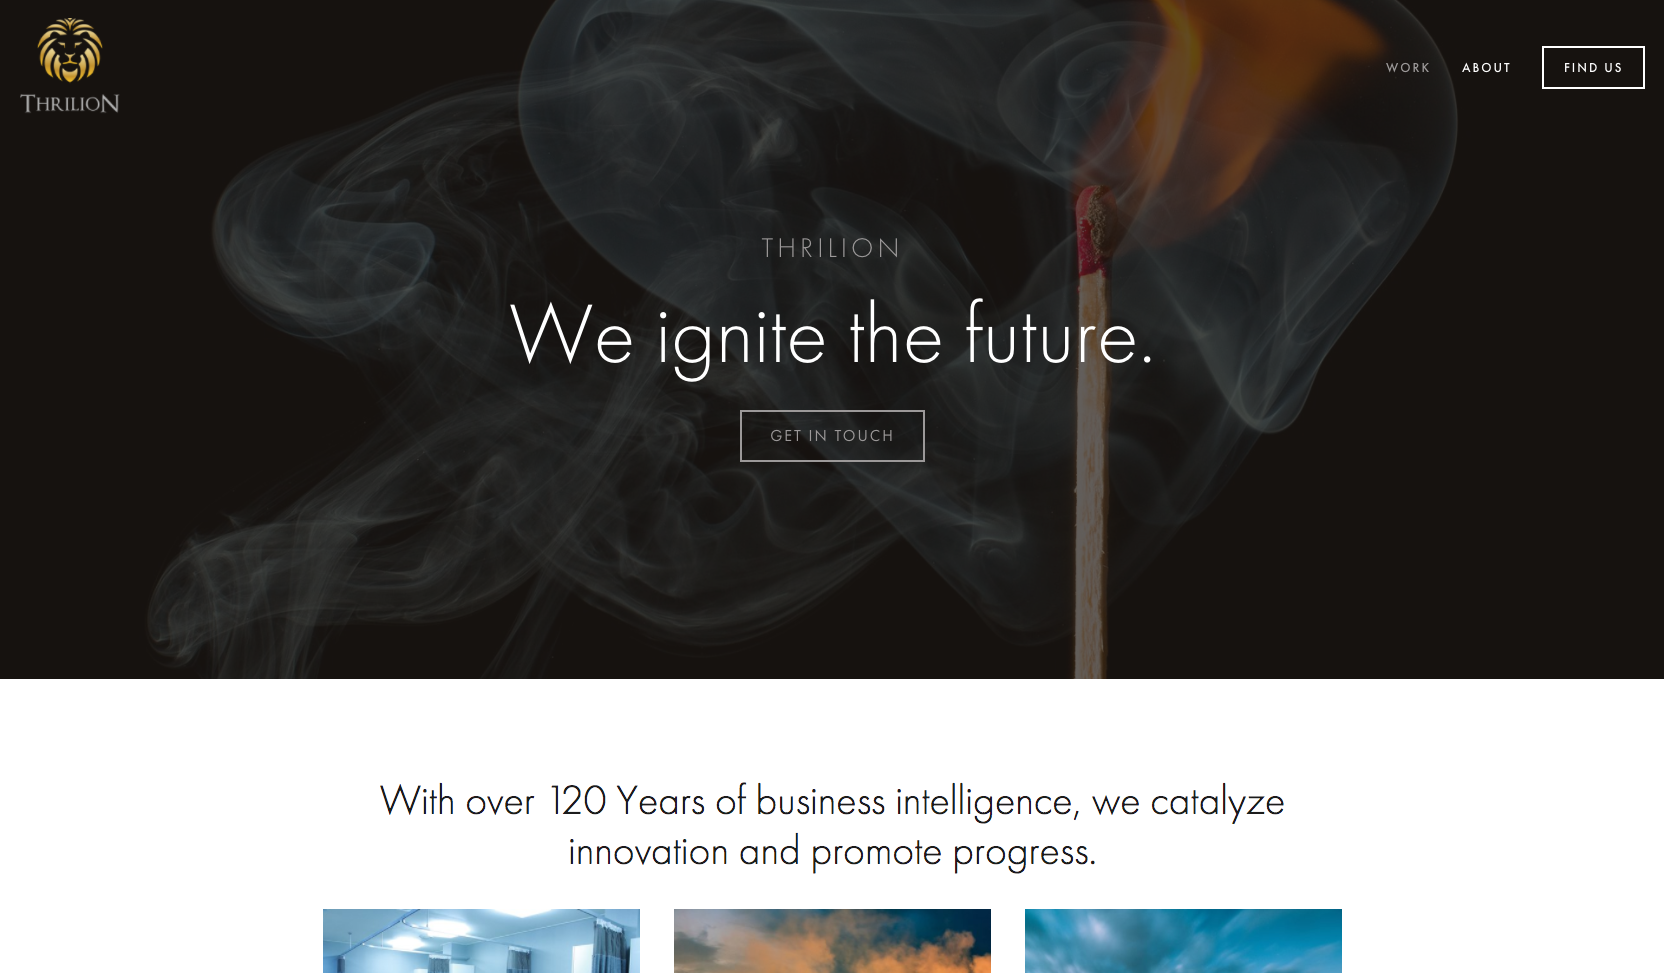 THRILION
WORK
ABOUT
FIND US
THRILION
We ignite the future.
GET IN TOUCH
With over 120 Years of business intelligence, we catalyze
innovation and promote progress.